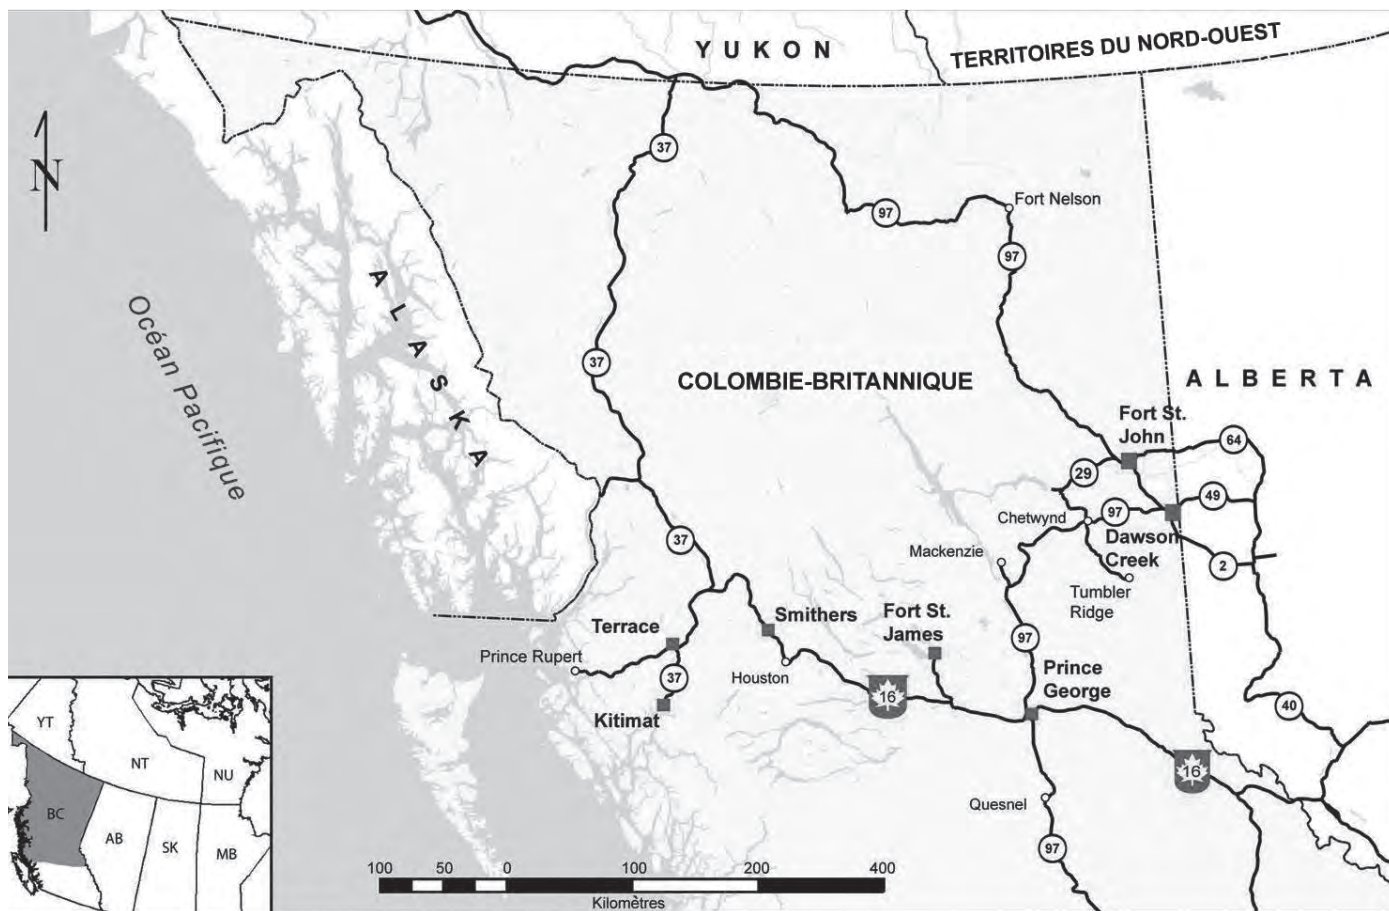 YUKON
TERRITOIRES DU NORD-OUEST
N
37
97
Fort Nelson
97
ALASKA
Océan Pacifique
37
COLOMBIE-BRITANNIQUE
ALBERTA
Fort St.
John
64
29
49
Chetwynd
97
Dawson
Creek
37
Mackenzie
2
Tumbler
Ridge
Terrace
Smithers
Fort St.
James
97
Prince Rupert
Houston
Prince
George
37
16
Kitimat
40
16
Quesnel
97
YT
NT
NU
BC
AB
SK
MB
100 50 0 100 200 400
Kilomètres